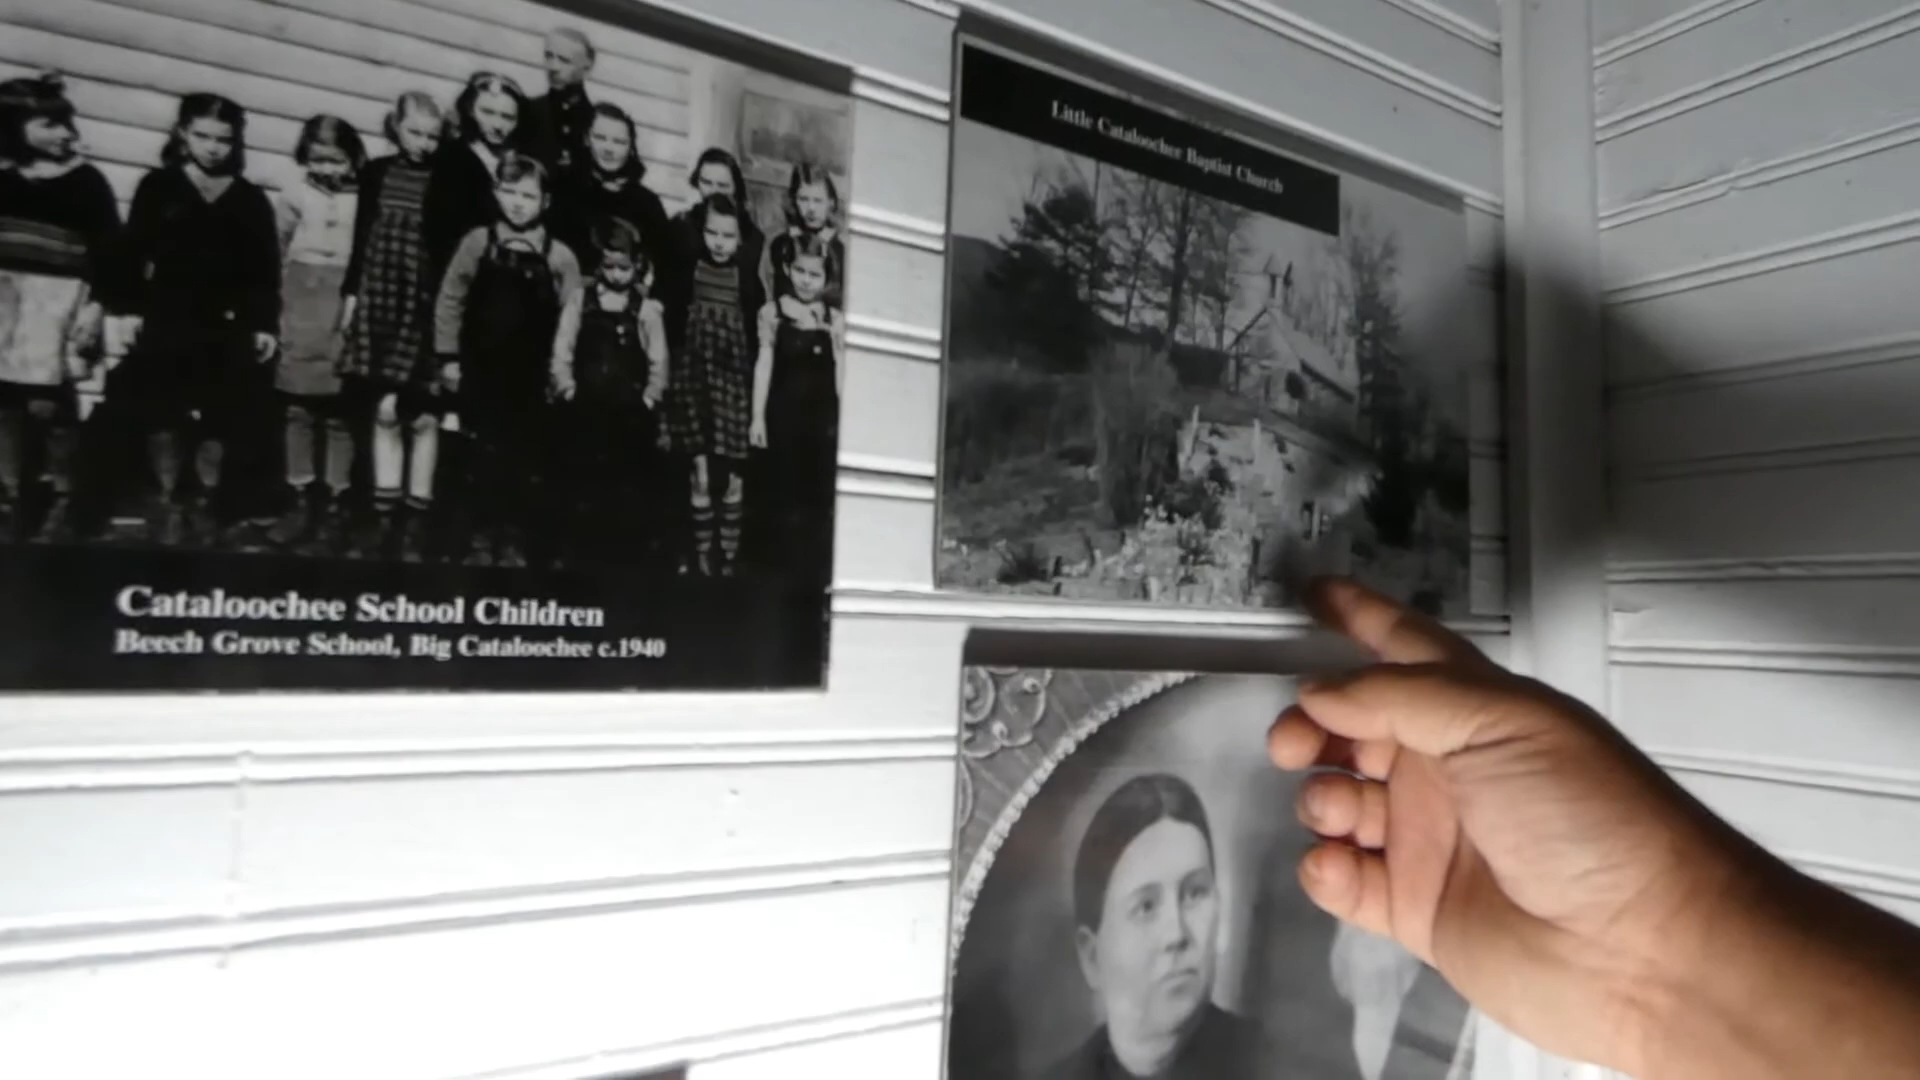 Cataloochee School Children
Beech Grove School, Big Cataloochee c.1940
Little Cataloochee Baptist Church